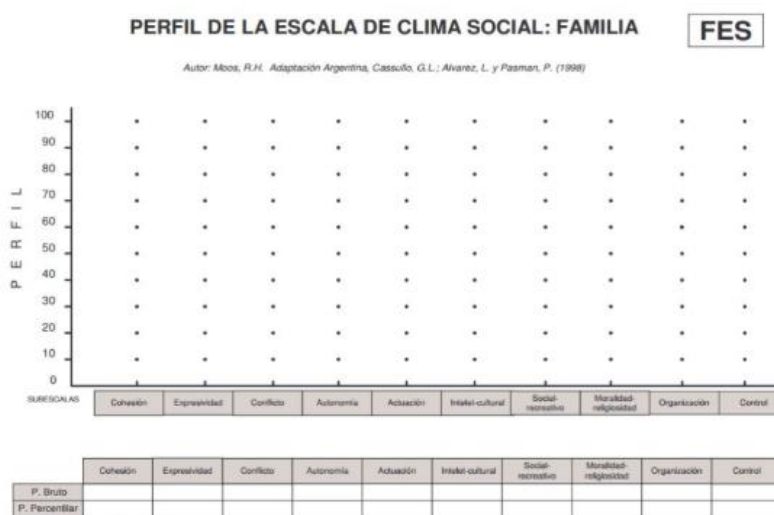 PERFIL DE LA ESCALA DE CLIMA SOCIAL: FAMILIA
FES
Autor: Moos, R.H. Adaptación Argentina, Cassullo, G.L.; Alvarez, L. y Pasman, P. (1998)
PERFIL
100
90
80
70
60
50
40
30
20
10
0
SUBESCALAS Cohesión Expresividad Conflicto Autonomía Actuación Intelet-cultural Social-recreativo Moralidad-religiosidad Organización Control
Cohesión Expresividad Conflicto Autonomía Actuación Intelet-cultural Social-recreativo Moralidad-religiosidad Organización Control
P. Bruto
P. Percentilar